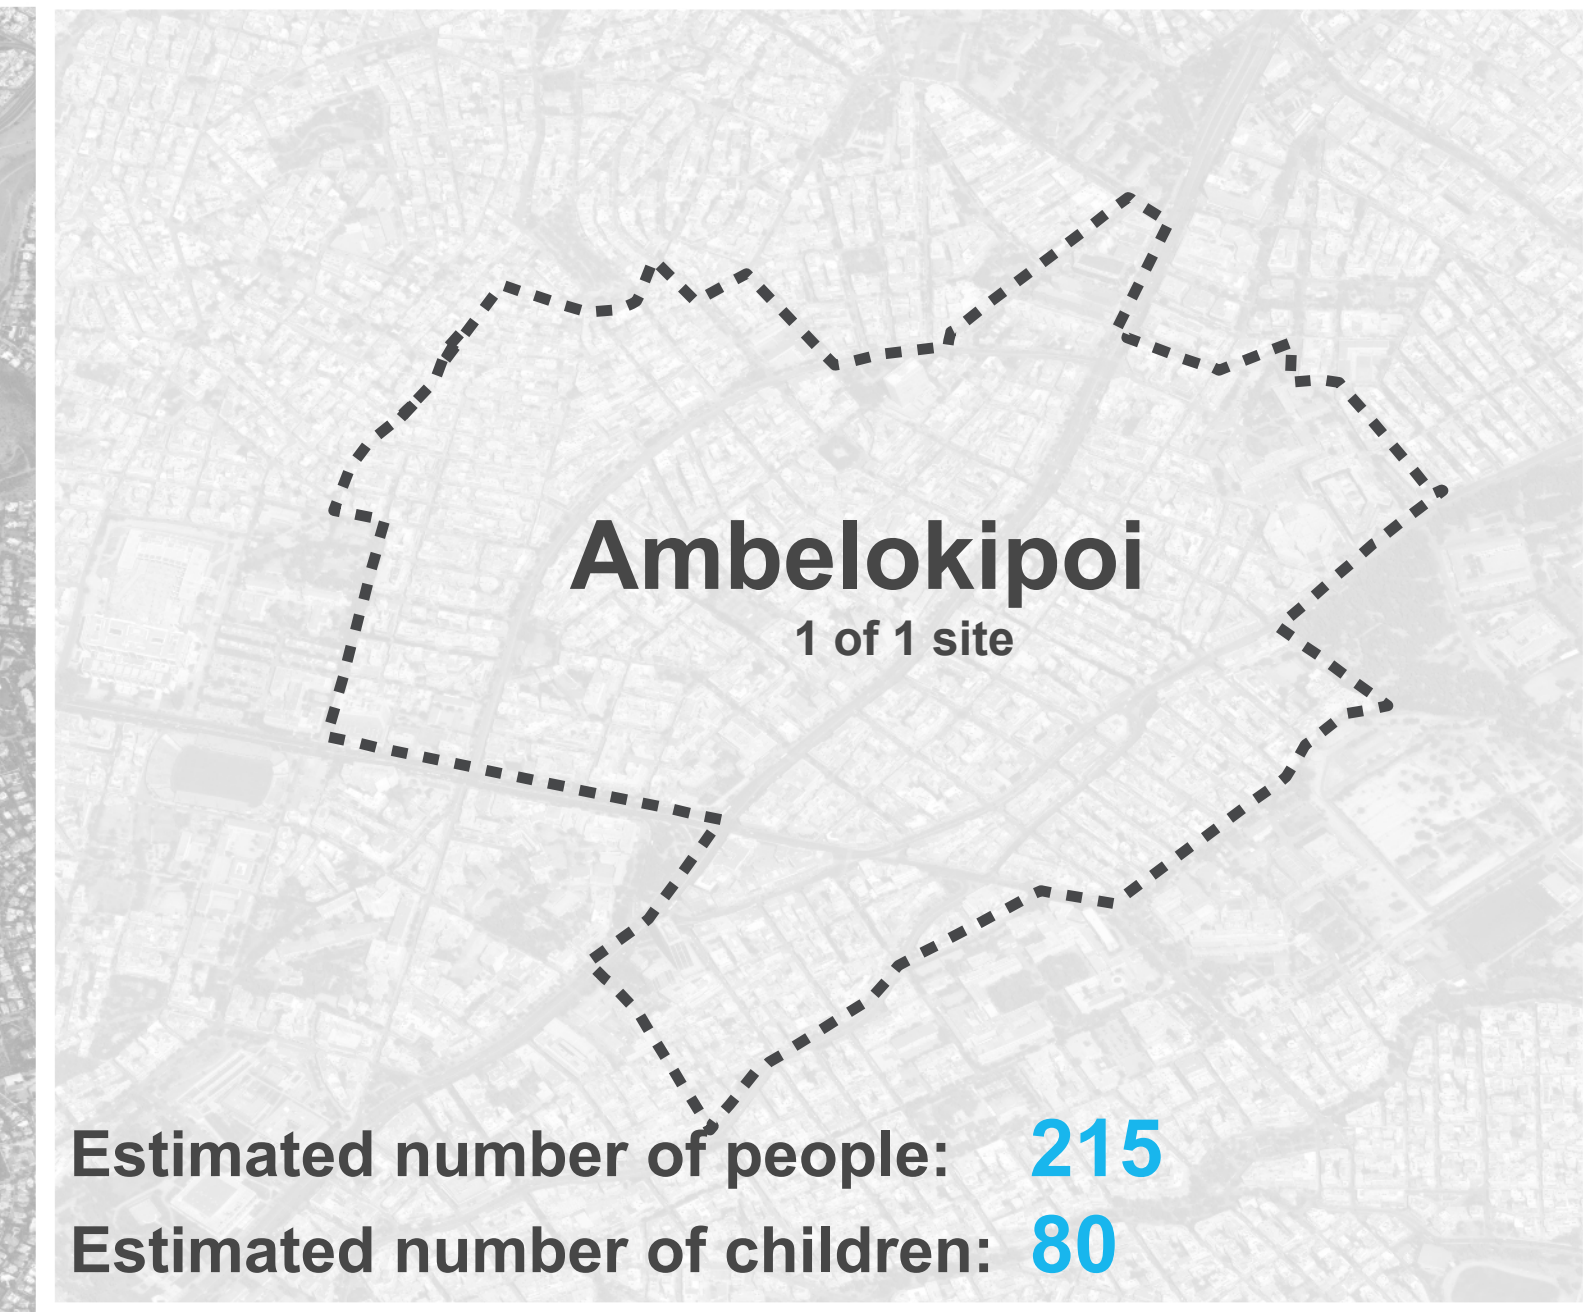 Ambelokipoi
1 of 1 site
Estimated number of people: 215
Estimated number of children: 80